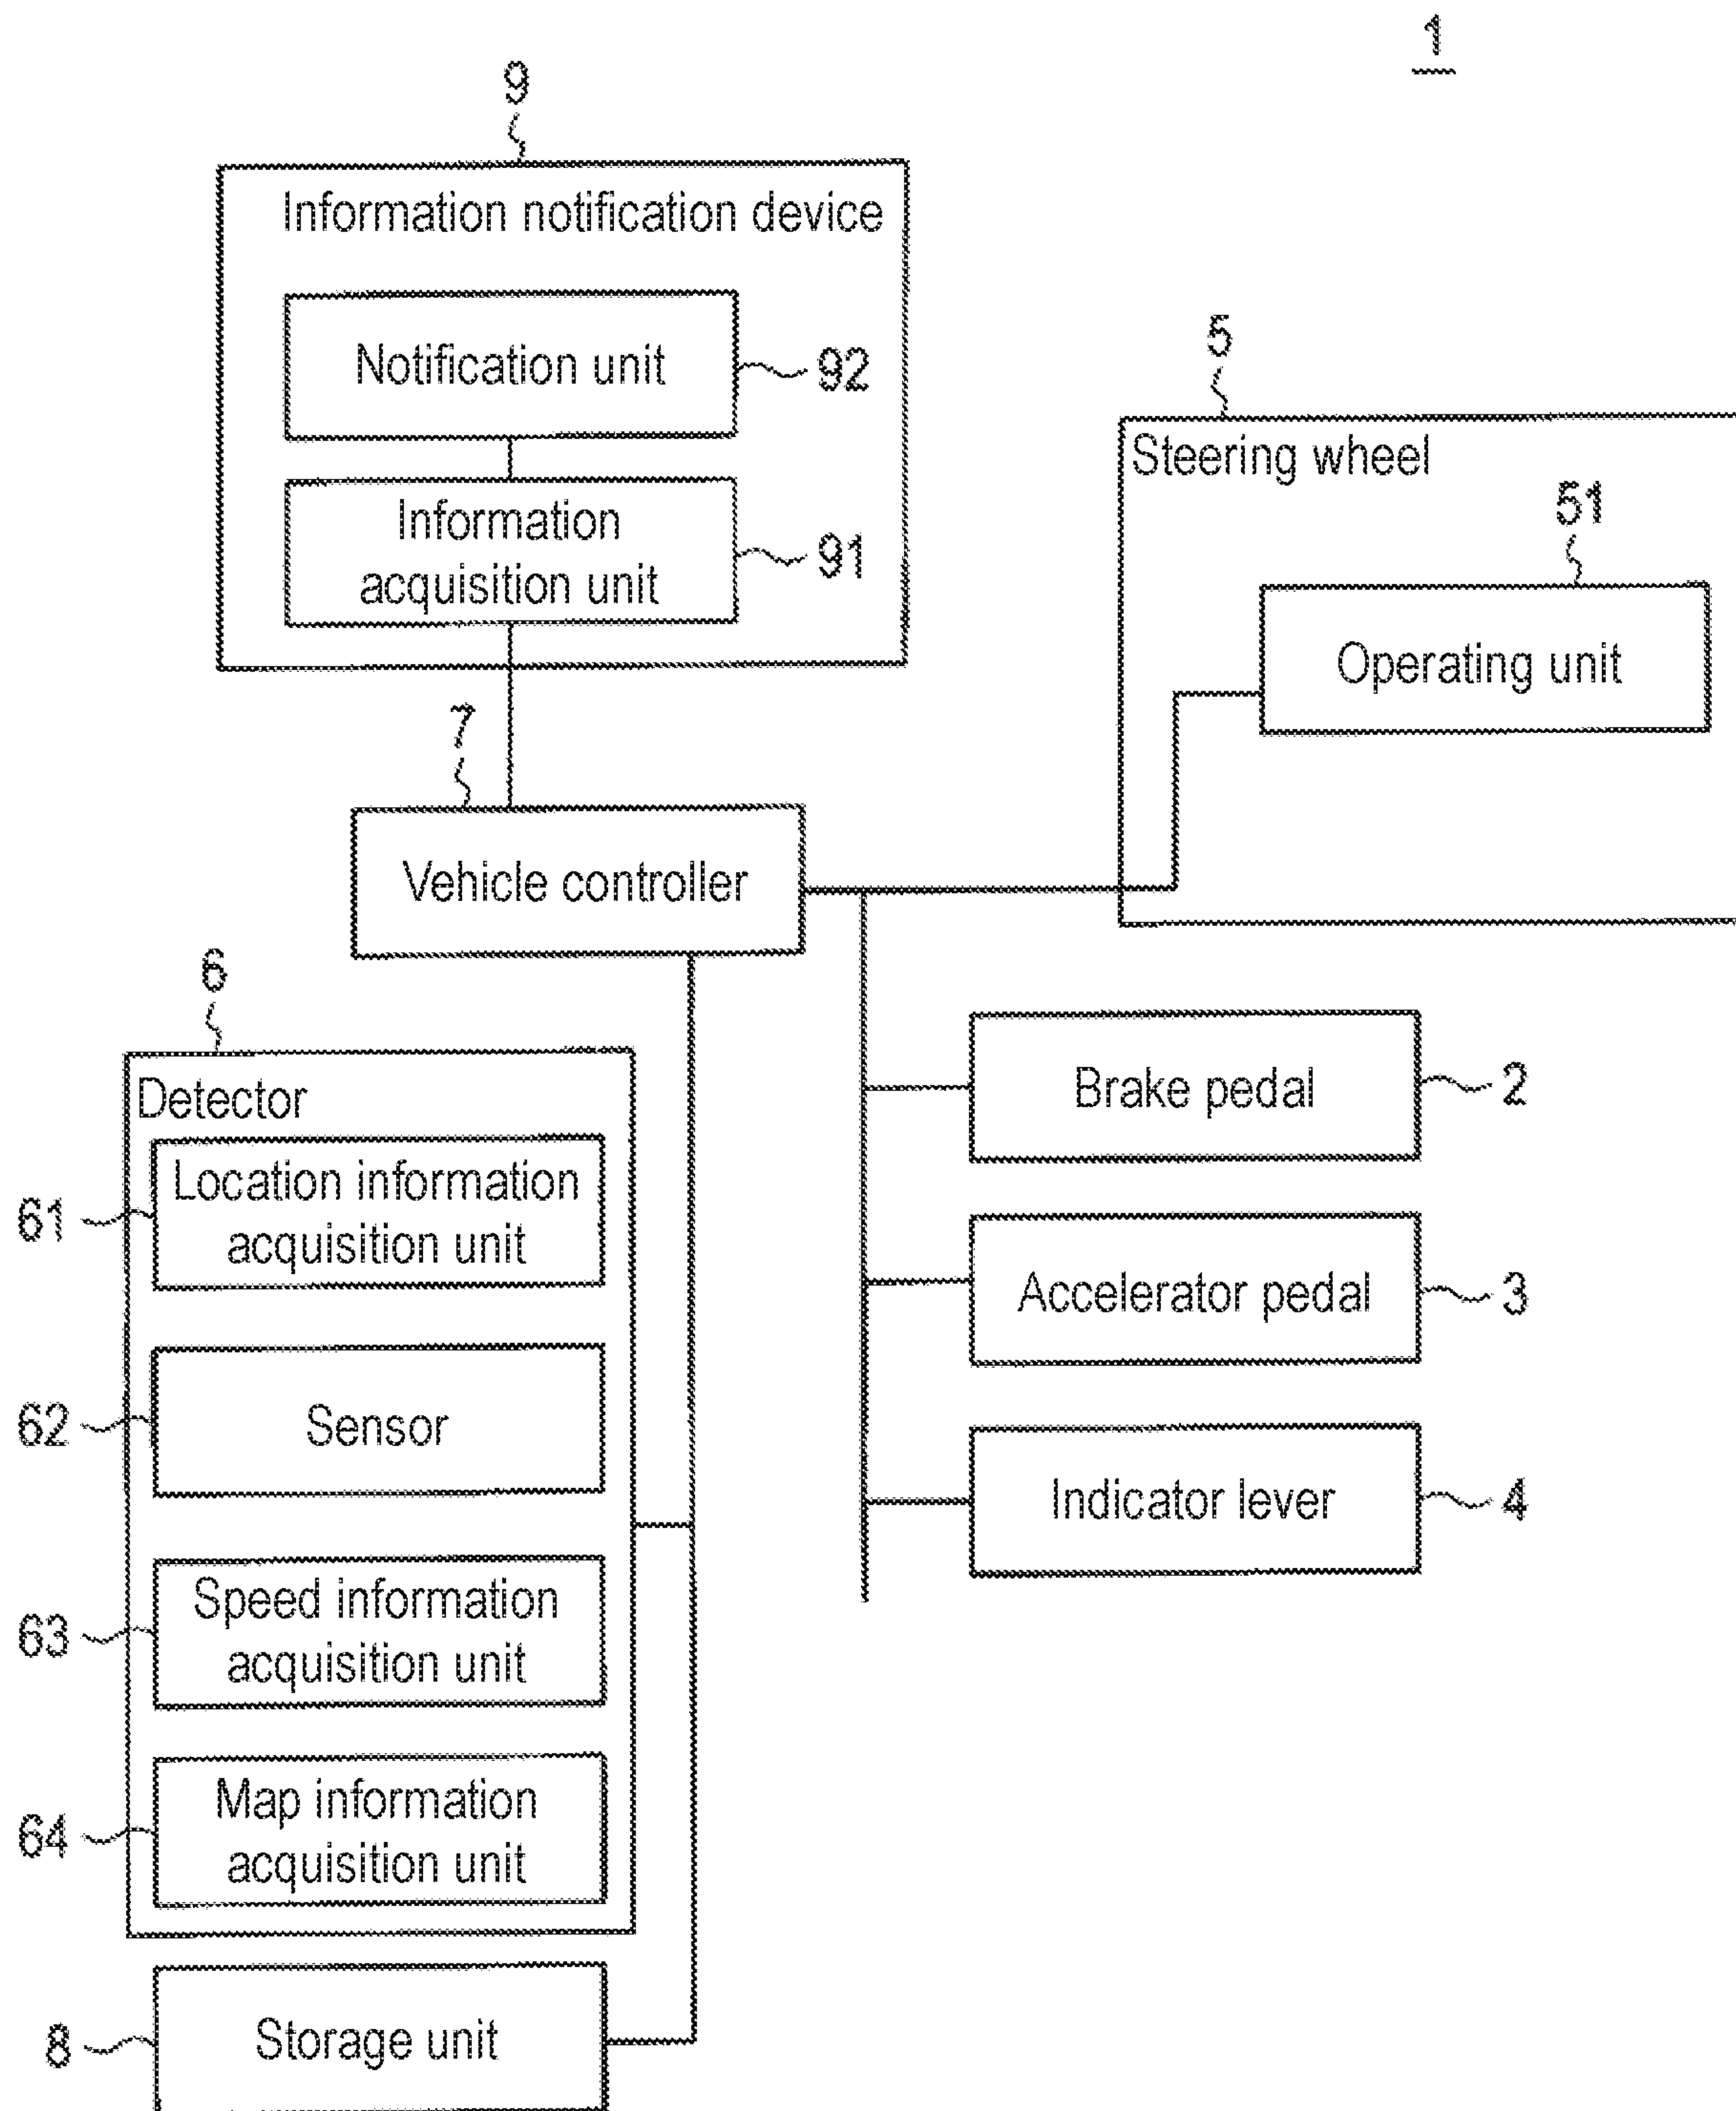 1
9
Information notification device
Notification unit
92
Information
acquisition unit
91
5
Steering wheel
51
Operating unit
7
Vehicle controller
6
Detector
Location information
acquisition unit
61
Sensor
62
Speed information
acquisition unit
63
Map information
acquisition unit
64
Storage unit
8
Brake pedal
2
Accelerator pedal
3
Indicator lever
4